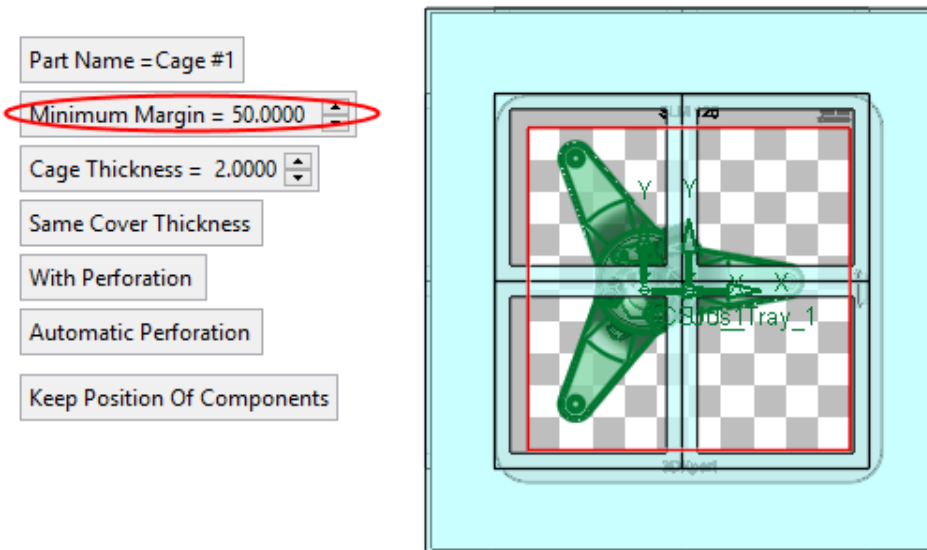 Part Name =Cage #1
Minimum Margin = 50.0000
Cage Thickness = 2.0000
Same Cover Thickness
With Perforation
Automatic Perforation
Keep Position Of Components
Y Y
X X